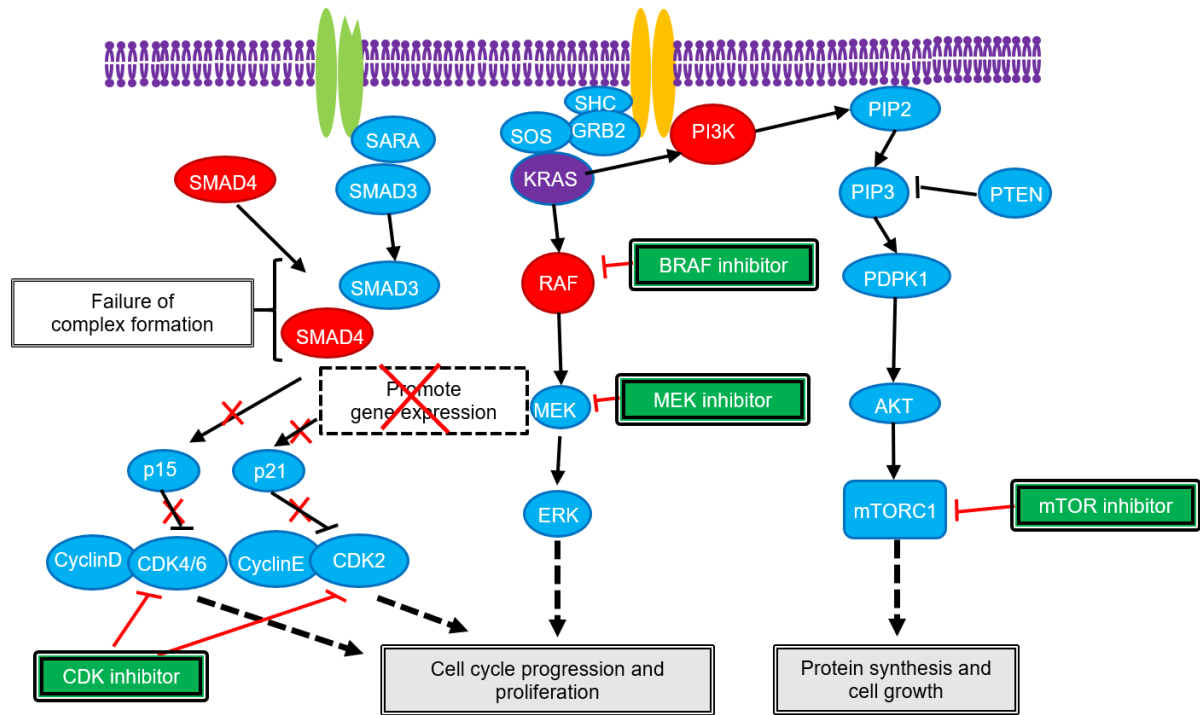 SHC
SOS
GRB2
PI3K
PIP2
SARA
SMAD4
SMAD3
KRAS
PIP3
PTEN
BRAF inhibitor
RAF
PDPK1
SMAD3
Failure of
complex formation
SMAD4
Promote
gene expression
MEK
MEK inhibitor
AKT
p15
p21
ERK
mTORC1
mTOR inhibitor
CyclinD
CDK4/6
CyclinE
CDK2
CDK inhibitor
Cell cycle progression and
proliferation
Protein synthesis and
cell growth